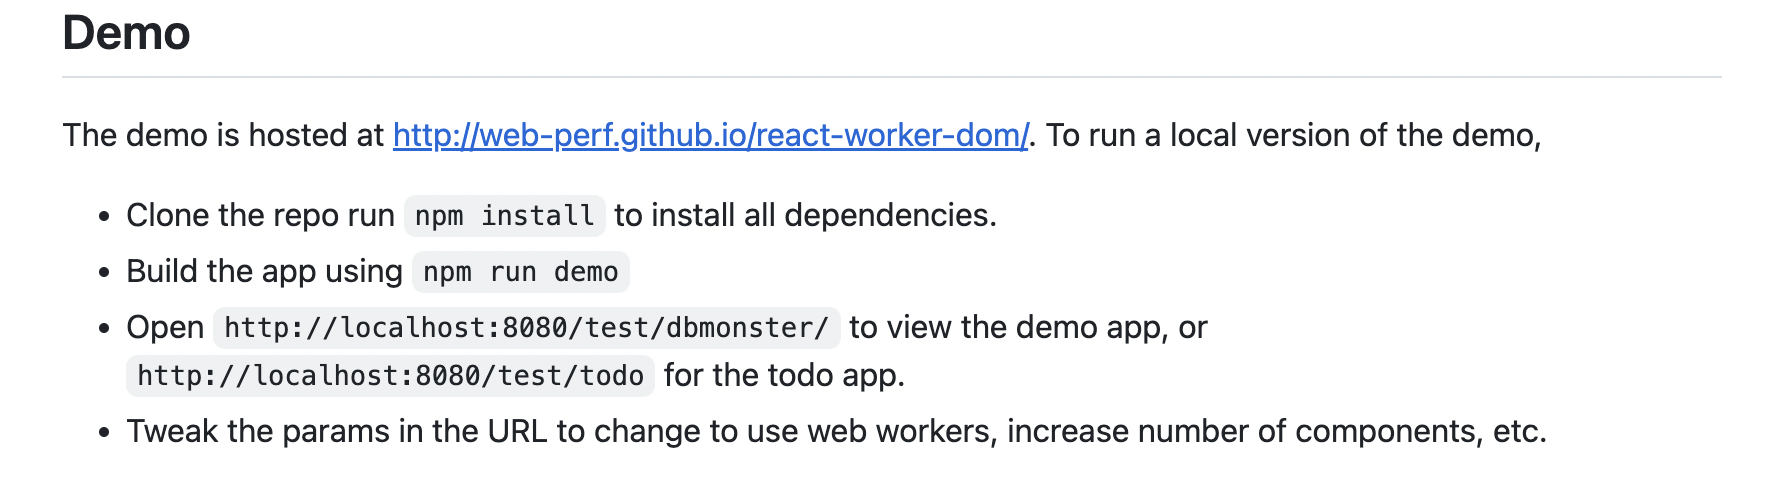 Demo
The demo is hosted at http://web-perf.github.io/react-worker-dom/. To run a local version of the demo,
• Clone the repo run npm install to install all dependencies.
• Build the app using npm run demo
• Open http://localhost:8080/test/dbmonster/ to view the demo app, or
http://localhost:8080/test/todo for the todo app.
• Tweak the params in the URL to change to use web workers, increase number of components, etc.